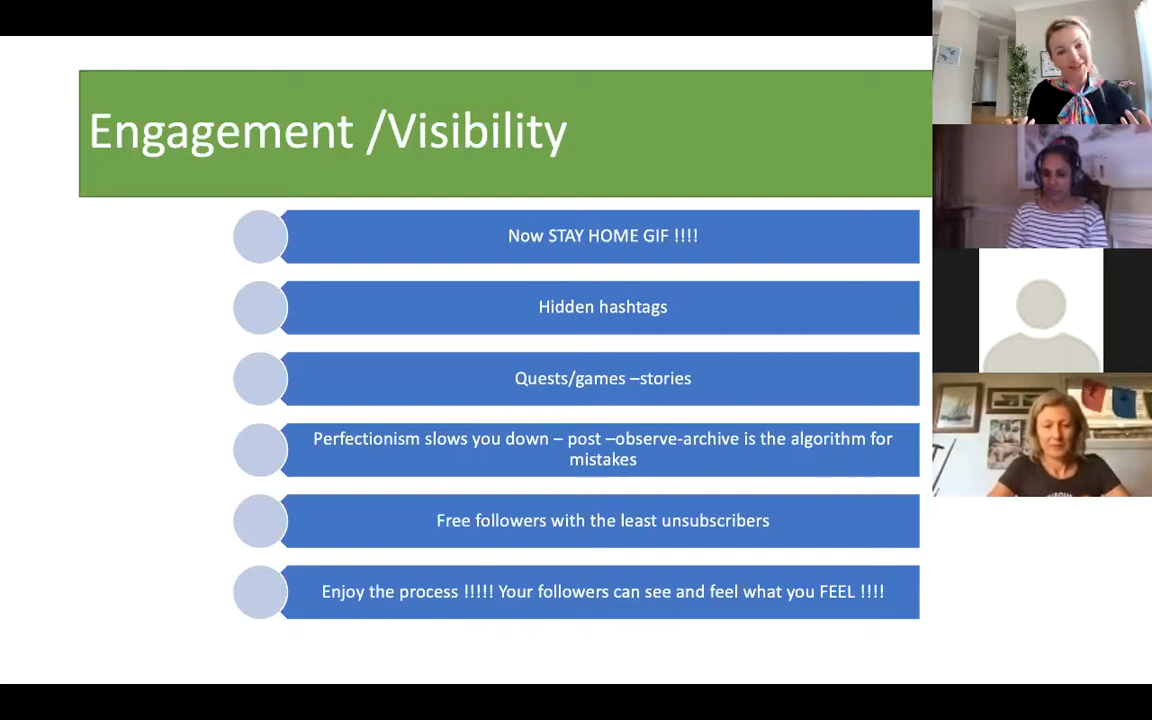 Engagement /Visibility
Now STAY HOME GIF !!!!
Hidden hashtags
Quests/games –stories
Perfectionism slows you down – post –observe-archive is the algorithm for
mistakes
Free followers with the least unsubscribers
Enjoy the process !!!!! Your followers can see and feel what you FEEL !!!!